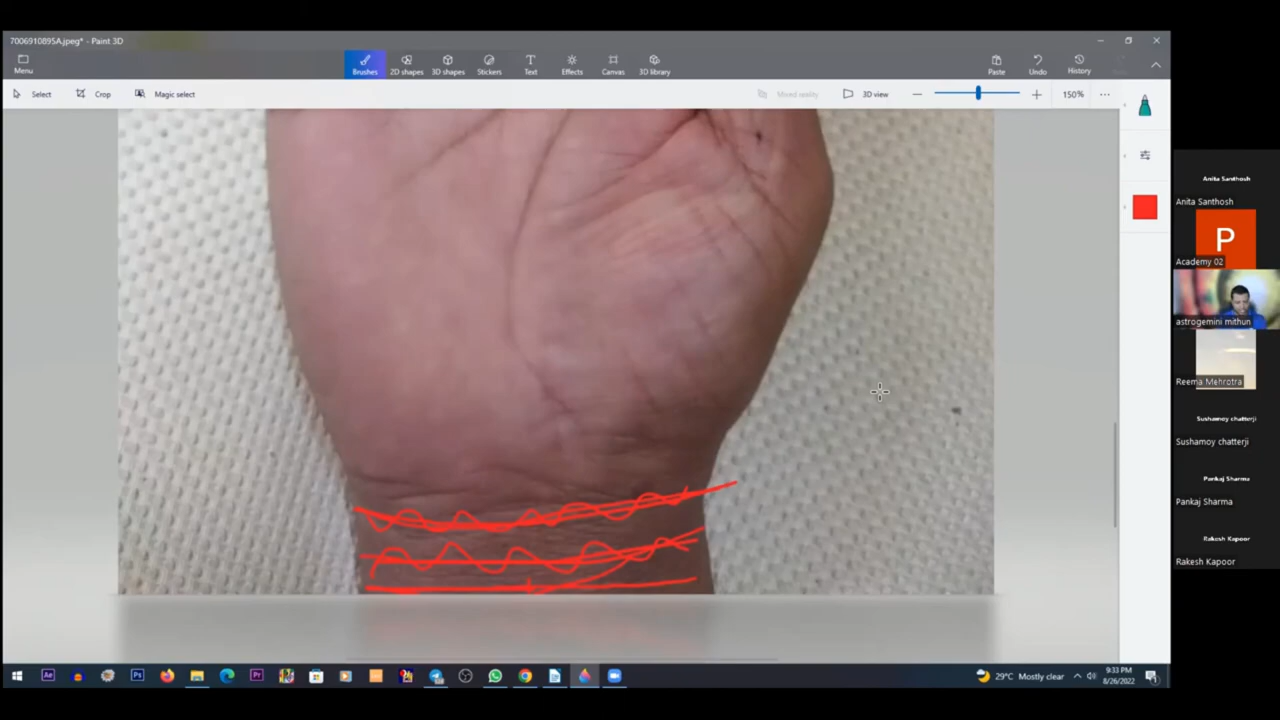 7006910895A.jpeg* - Paint 3D
Menu
Brushes
2D shapes
3D shapes
Stickers
Text
Effects
Canvas
3D library
Paste
Undo
History
Select
Crop
Magic select
Mixed reality
3D view
150%
Anita Santhosh
Anita Santhosh
P
Academy 02
astrogemini mithun
Reema Mehrotra
Sushamoy chatterji
Sushamoy chatterji
Pankaj Sharma
Pankaj Sharma
Rakesh Kapoor
Rakesh Kapoor
Ae
Ps
Pr
29°C Mostly clear
9:33 PM
8/26/2022